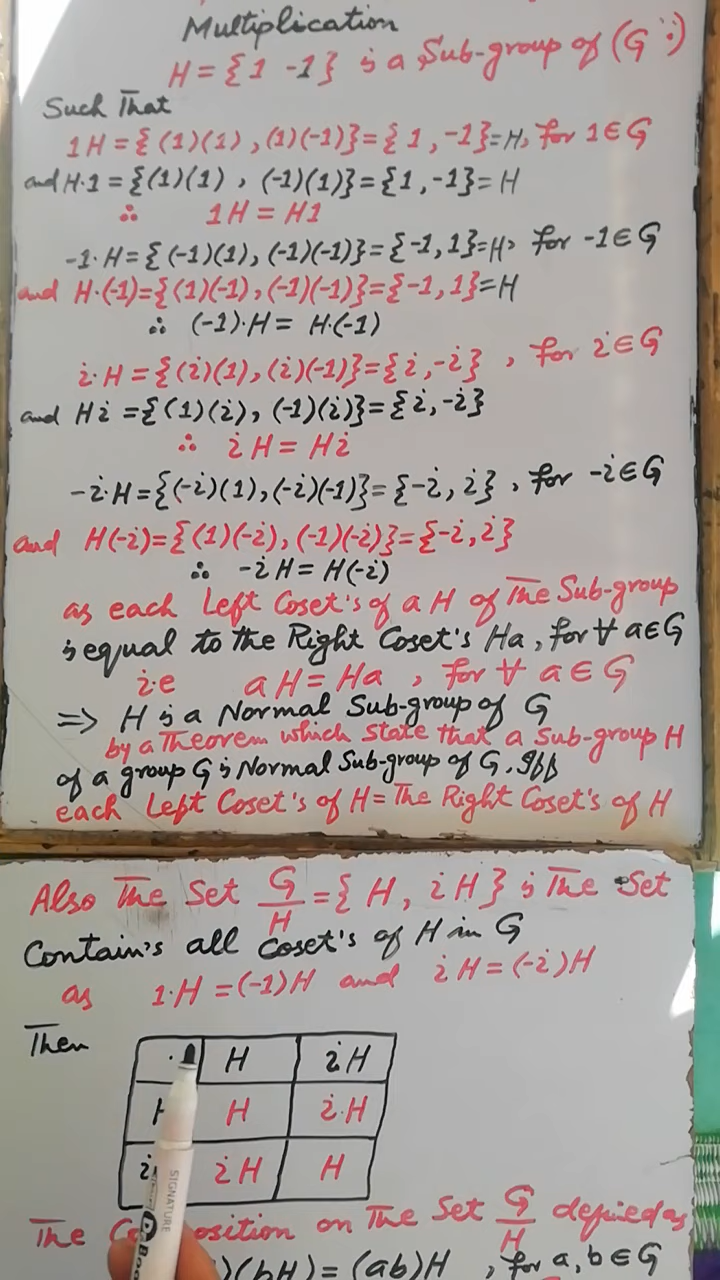 Multiplication
H = {1 -1} is a Sub-group of (G ·)
Such That
1H = {(1)(1), (1)(-1)} = {1, -1} = H, for 1∈G
and H·1 = {(1)(1), (-1)(1)} = {1, -1} = H
∴ 1H = H1
-1·H = {(-1)(1), (-1)(-1)} = {-1, 1} = H, for -1∈G
and H·(-1) = {(1)(-1), (-1)(-1)} = {-1, 1} = H
∴ (-1)·H = H·(-1)
i·H = {(i)(1), (i)(-1)} = {i, -i}, for i∈G
and Hi = {(1)(i), (-1)(i)} = {i, -i}
∴ iH = Hi
-i·H = {(-i)(1), (-i)(-1)} = {-i, i}, for -i∈G
and H(-i) = {(1)(-i), (-1)(-i)} = {-i, i}
∴ -iH = H(-i)
as each Left Coset's of aH of The Sub-group
is equal to the Right Coset's Ha, for ∀ a∈G
i.e aH = Ha, for ∀ a∈G
=> H is a Normal Sub-group of G
by a Theorem which state that a Sub-group H
of a group G is Normal Sub-group of G, iff
each Left Coset's of H = The Right Coset's of H
Also The Set G/H = {H, iH} is The Set
Contain's all Coset's of H in G
as 1·H = (-1)H and iH = (-i)H
Then
· H iH
H i·H
iH H
The on The Set G/H defined as
)(bH) = (ab)H, for a, b∈G
SIGNATURE